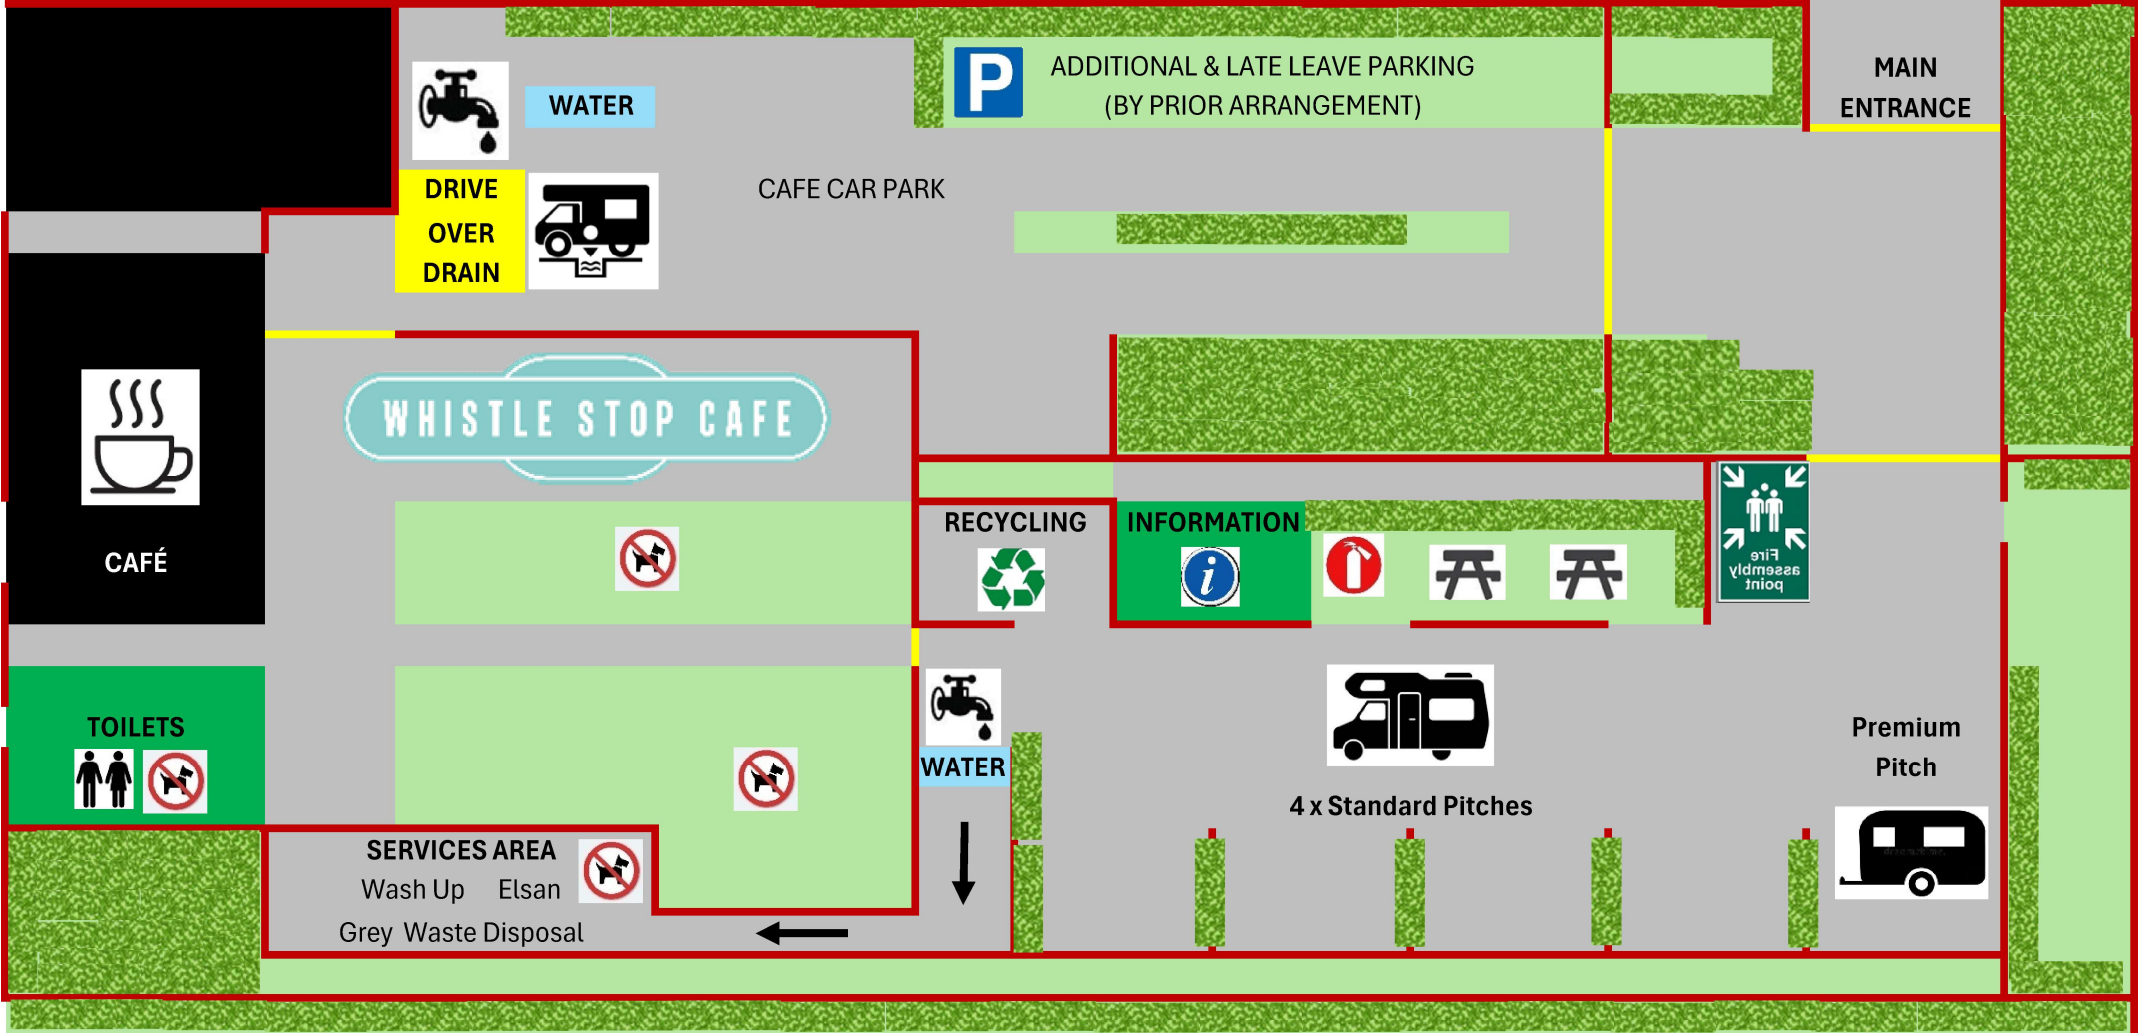 ADDITIONAL & LATE LEAVE PARKING
(BY PRIOR ARRANGEMENT)
P
MAIN
ENTRANCE
WATER
DRIVE
OVER
DRAIN
CAFE CAR PARK
WHISTLE STOP CAFE
CAFÉ
RECYCLING
INFORMATION
i
Fire
assembly
point
TOILETS
WATER
Premium
Pitch
4 x Standard Pitches
SERVICES AREA
Wash Up Elsan
Grey Waste Disposal